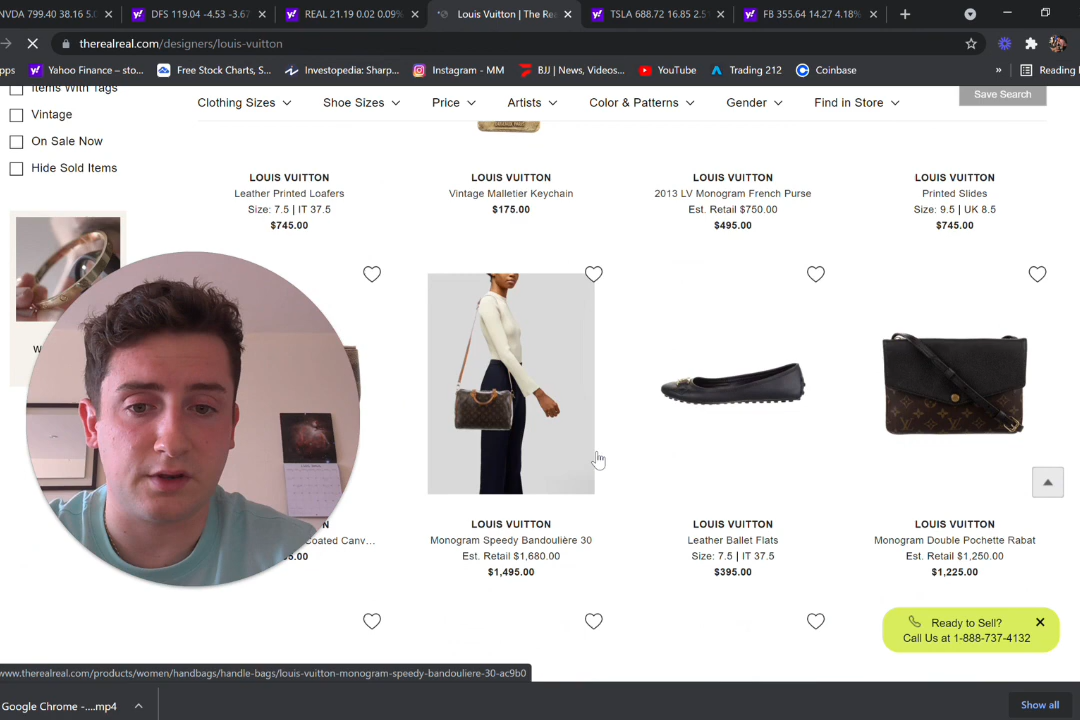 NVDA 799.40 38.16 5.0
DFS 119.04 -4.53 -3.67
REAL 21.19 0.02 0.09%
Louis Vuitton | The Re
TSLA 688.72 16.85 2.5
FB 355.64 14.27 4.18%
therealreal.com/designers/louis-vuitton
pps
Yahoo Finance – sto...
Free Stock Charts, S...
Investopedia: Sharp...
Instagram - MM
BJJ | News, Videos...
YouTube
Trading 212
Coinbase
»
Reading
Items With Tags
Vintage
On Sale Now
Hide Sold Items
Clothing Sizes
Shoe Sizes
Price
Artists
Color & Patterns
Gender
Find in Store
Save Search
LOUIS VUITTON
Leather Printed Loafers
Size: 7.5 | IT 37.5
$745.00
LOUIS VUITTON
Vintage Malletier Keychain
$175.00
LOUIS VUITTON
2013 LV Monogram French Purse
Est. Retail $750.00
$495.00
LOUIS VUITTON
Printed Slides
Size: 9.5 | UK 8.5
$745.00
W
N
Coated Canv...
5.00
LOUIS VUITTON
Monogram Speedy Bandoulière 30
Est. Retail $1,680.00
$1,495.00
LOUIS VUITTON
Leather Ballet Flats
Size: 7.5 | IT 37.5
$395.00
LOUIS VUITTON
Monogram Double Pochette Rabat
Est. Retail $1,250.00
$1,225.00
Ready to Sell?
Call Us at 1-888-737-4132
www.therealreal.com/products/women/handbags/handle-bags/louis-vuitton-monogram-speedy-bandouliere-30-ac9b0
Google Chrome -....mp4
Show all